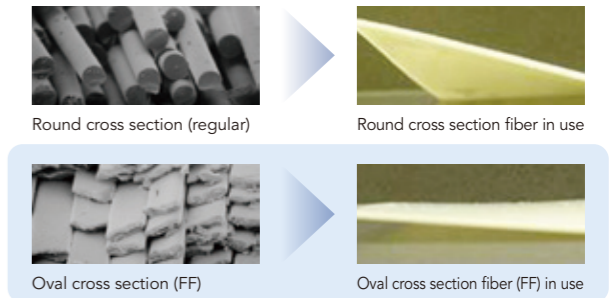 Round cross section (regular)
Round cross section fiber in use
Oval cross section (FF)
Oval cross section fiber (FF) in use